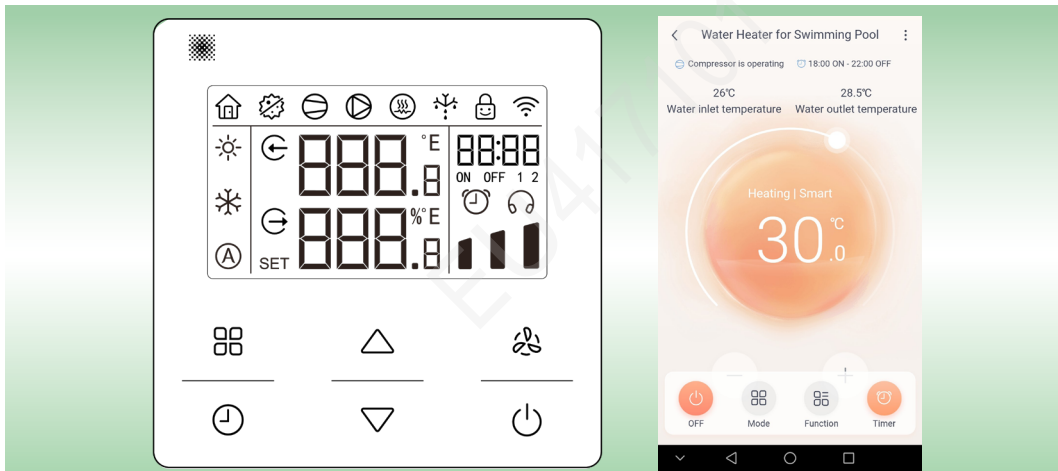 °E
888.8
88:88
ON OFF 1 2
%°E
888.8
A
SET
Water Heater for Swimming Pool
Compressor is operating 18:00 ON - 22:00 OFF
26℃ 28.5℃
Water inlet temperature Water outlet temperature
Heating | Smart
30.0 ℃
OFF Mode Function Timer